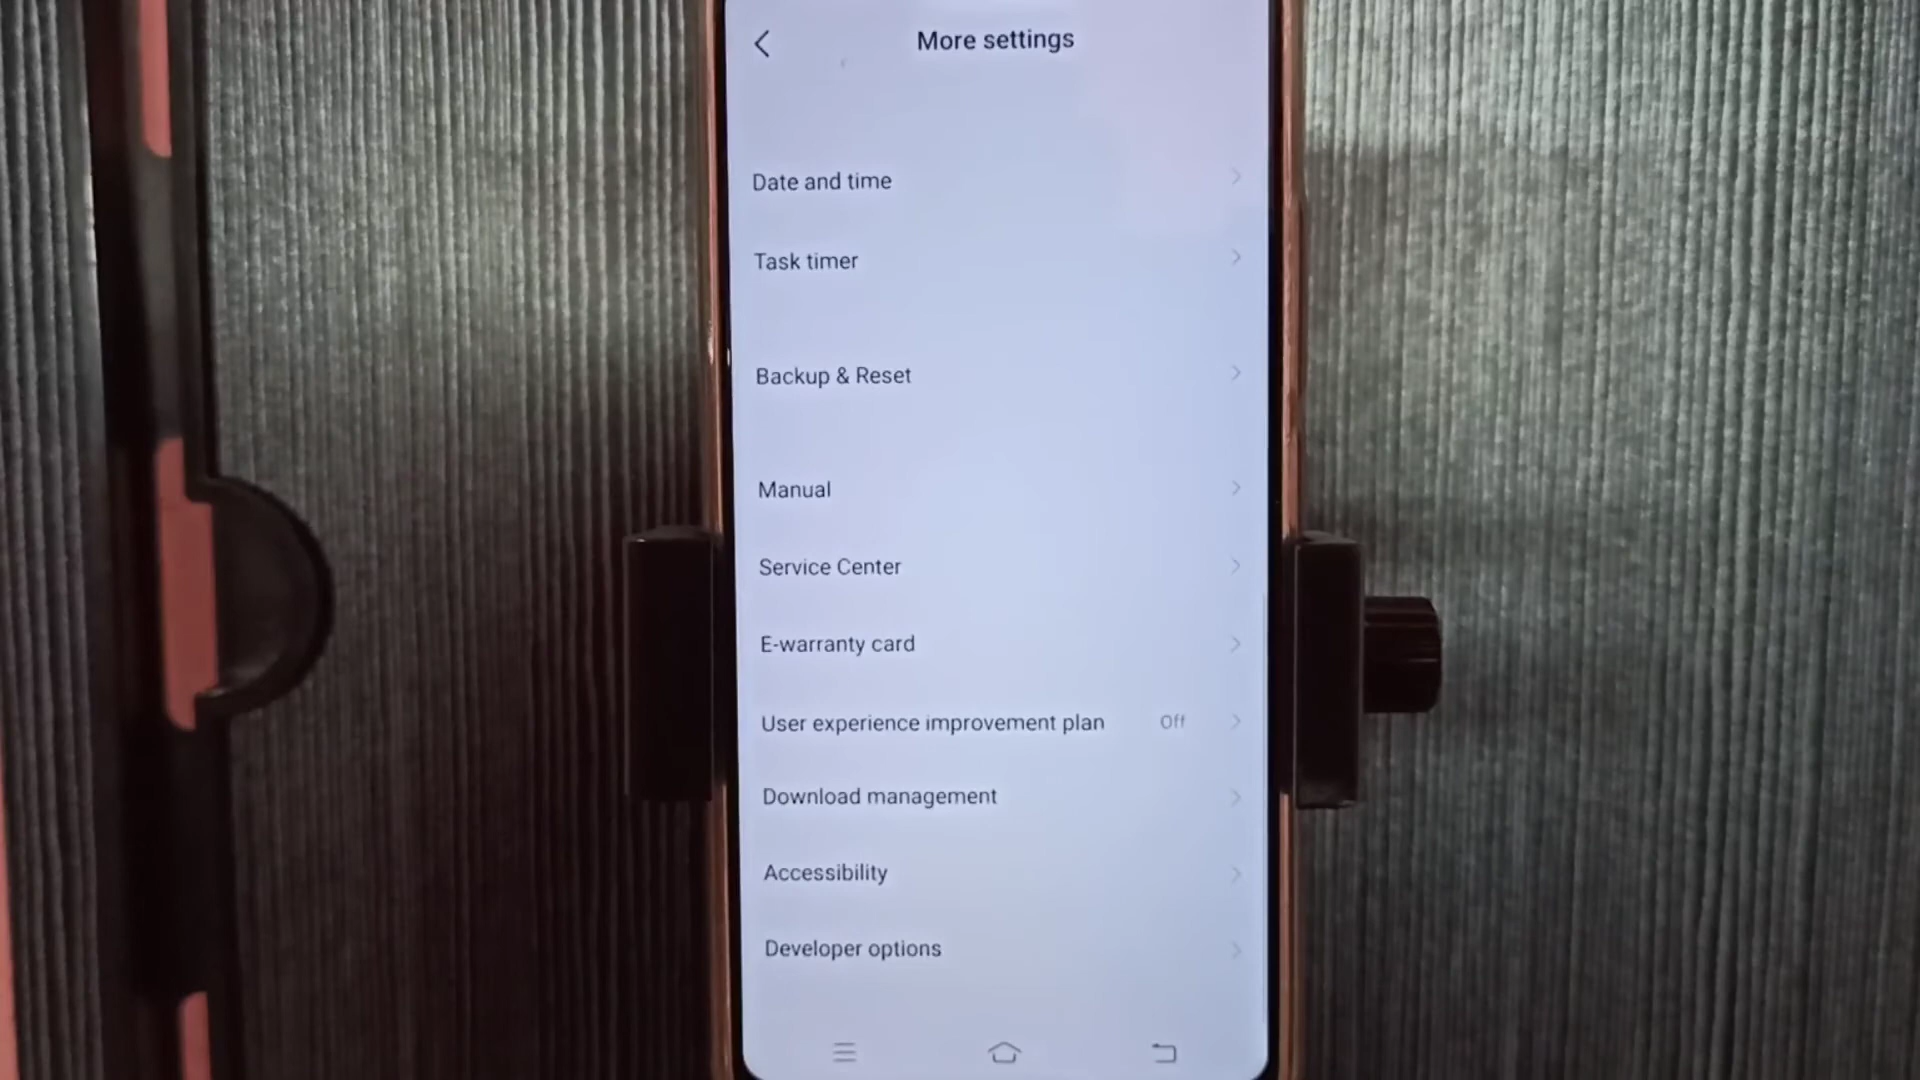 More settings
Date and time
Task timer
Backup & Reset
Manual
Service Center
E-warranty card
User experience improvement plan Off
Download management
Accessibility
Developer options